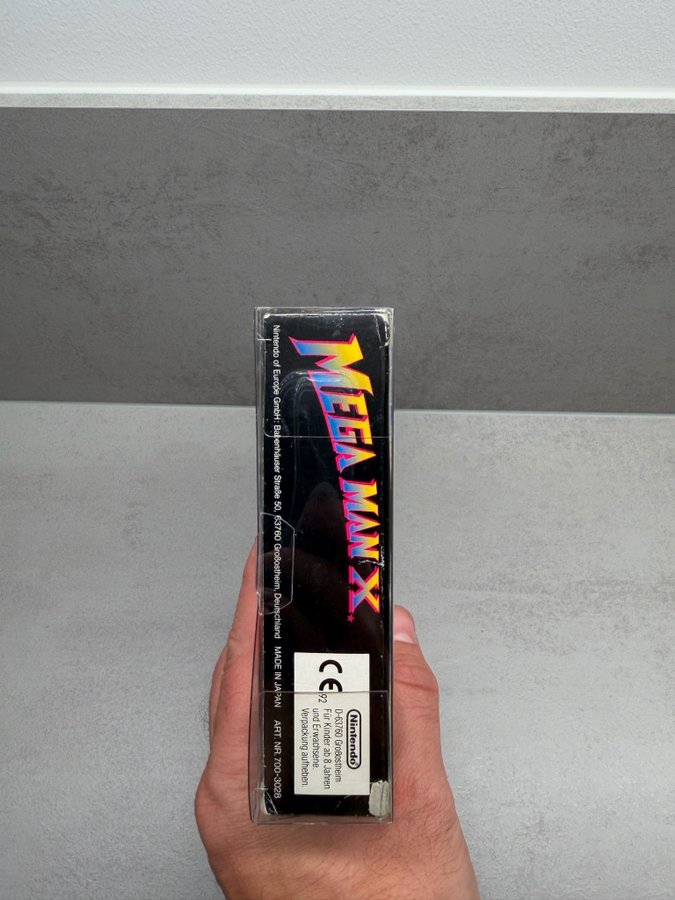 MEGA MAN X
CE 92
Nintendo
D-63760 Großostheim
Für Kinder ab 8 Jahren
und Erwachsene.
Verpackung aufheben.
Nintendo of Europe GmbH: Babenhäuser Straße 50, 63760 Großostheim, Deutschland MADE IN JAPAN ART. NR. 700-3028